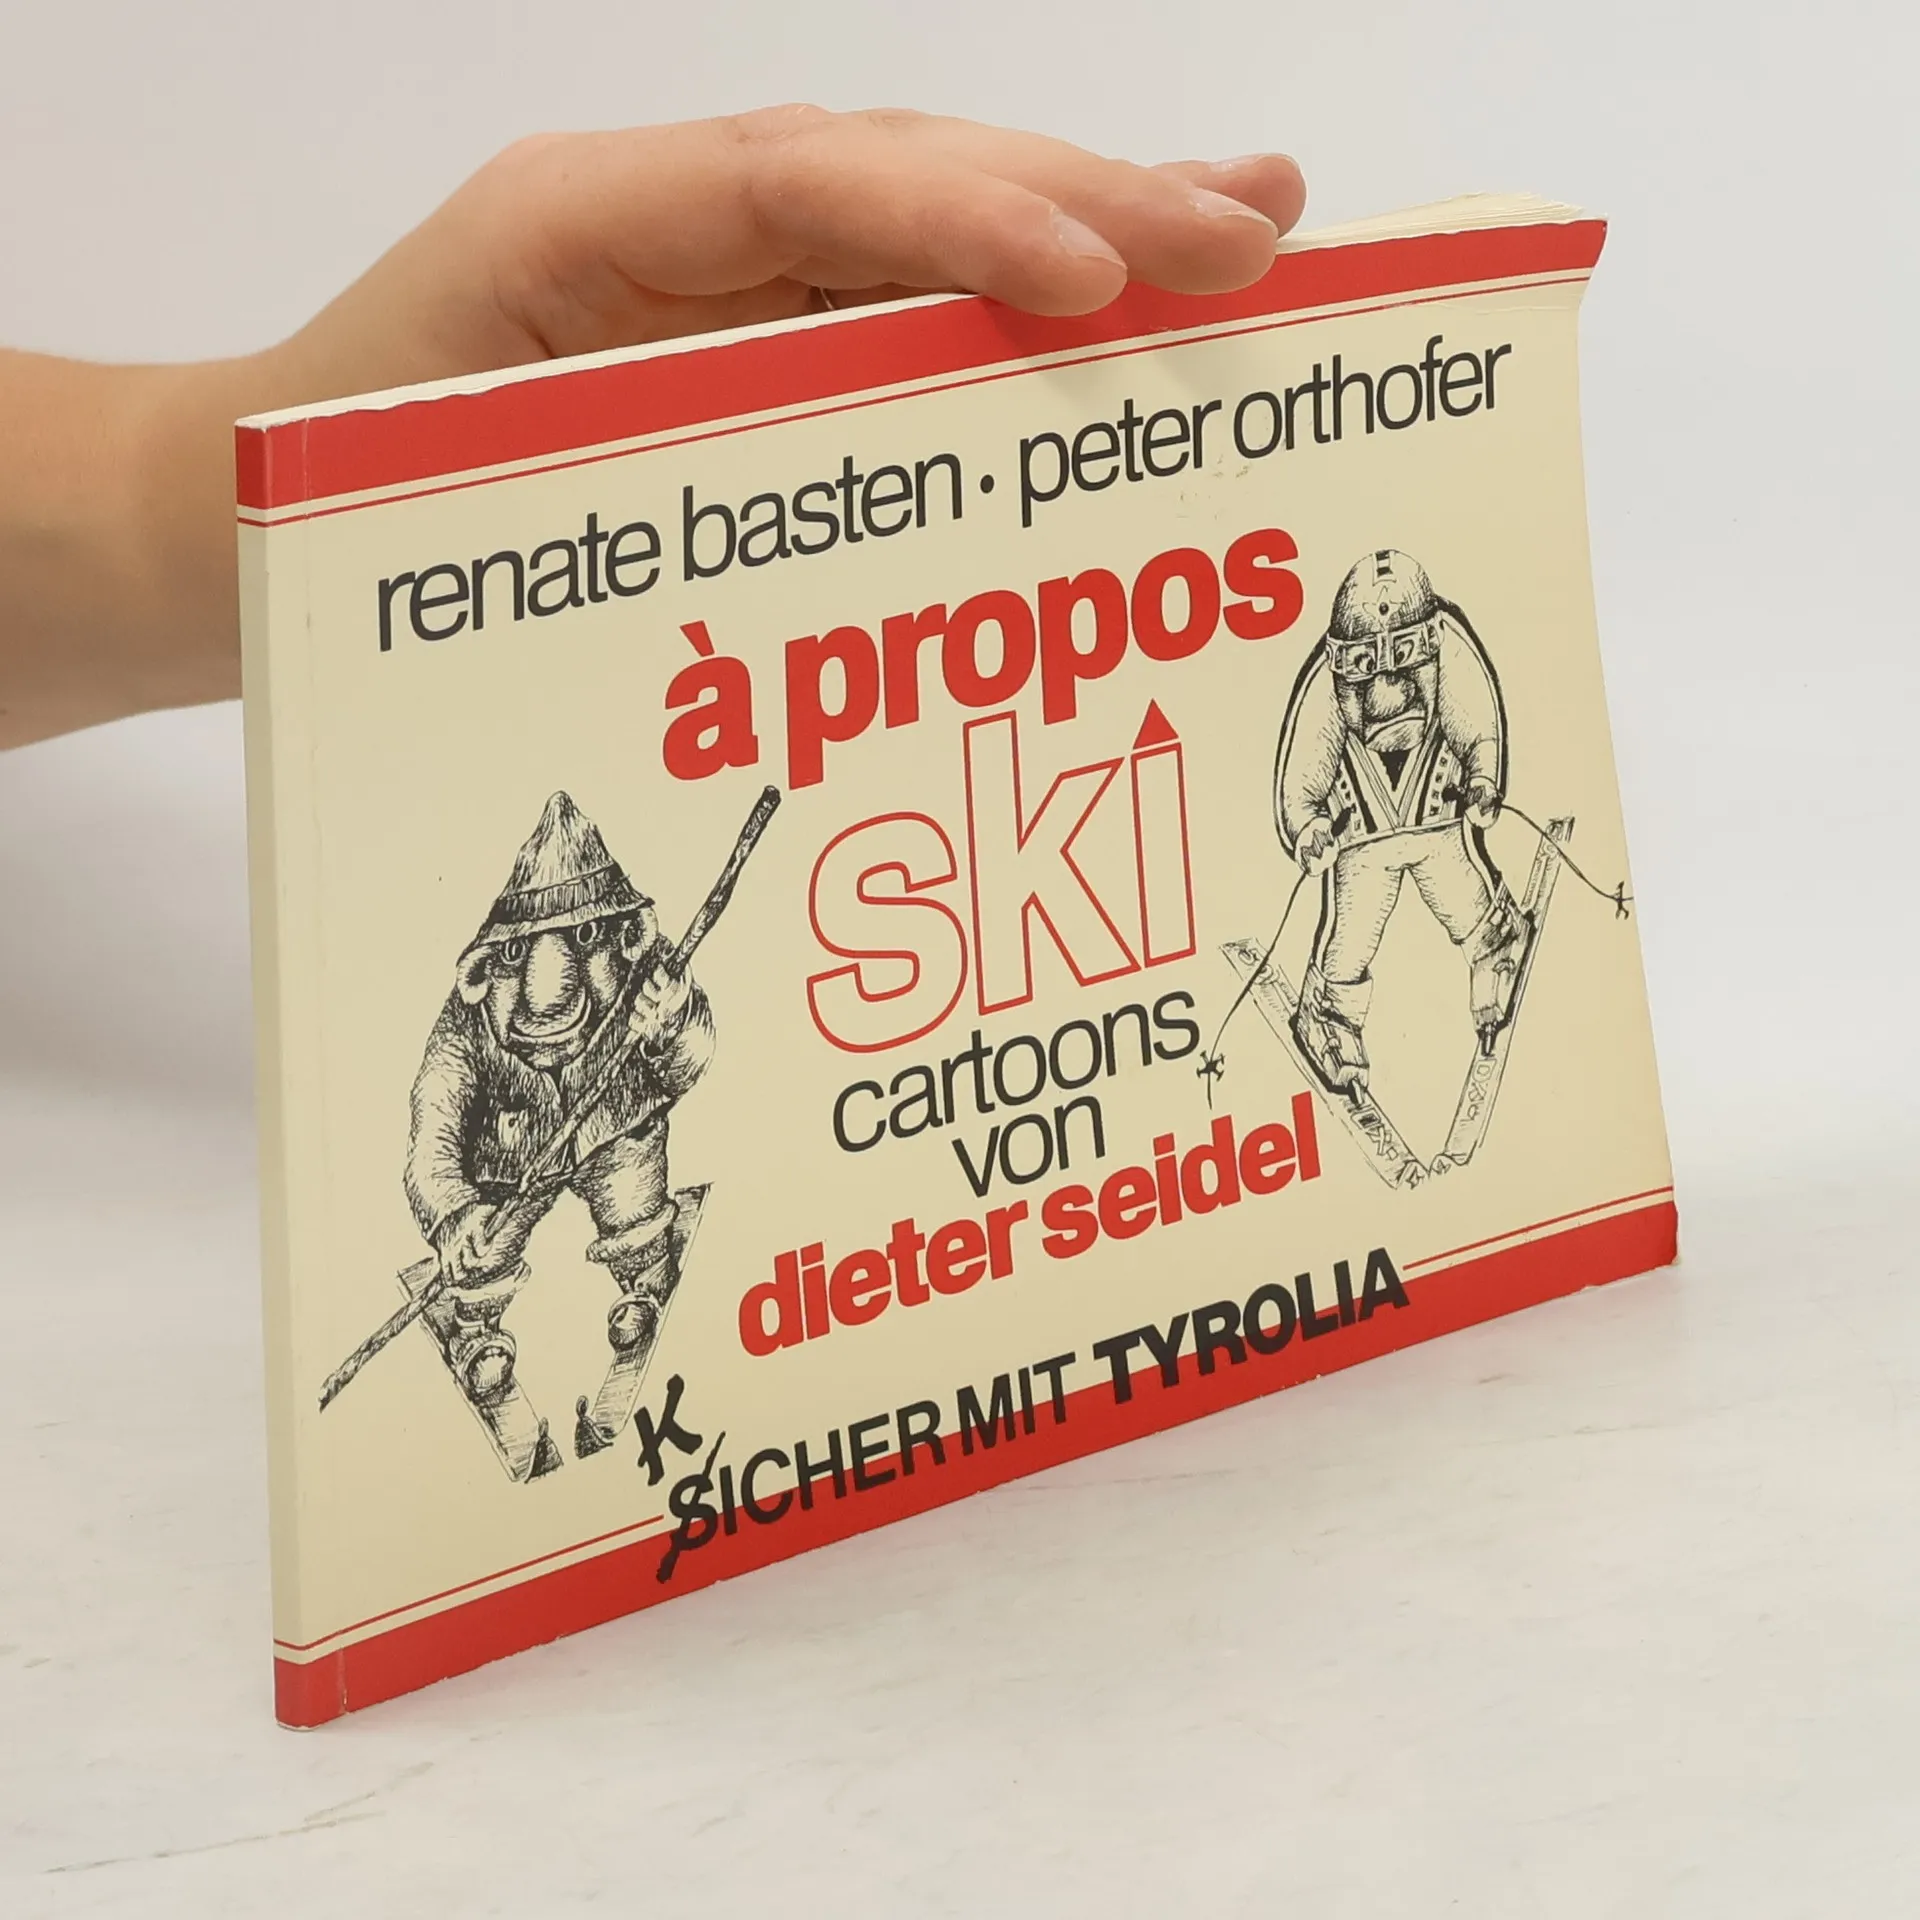 renate basten · peter orthofer
à propos
ski
cartoons
von
dieter seidel
K
SICHER MIT TYROLIA